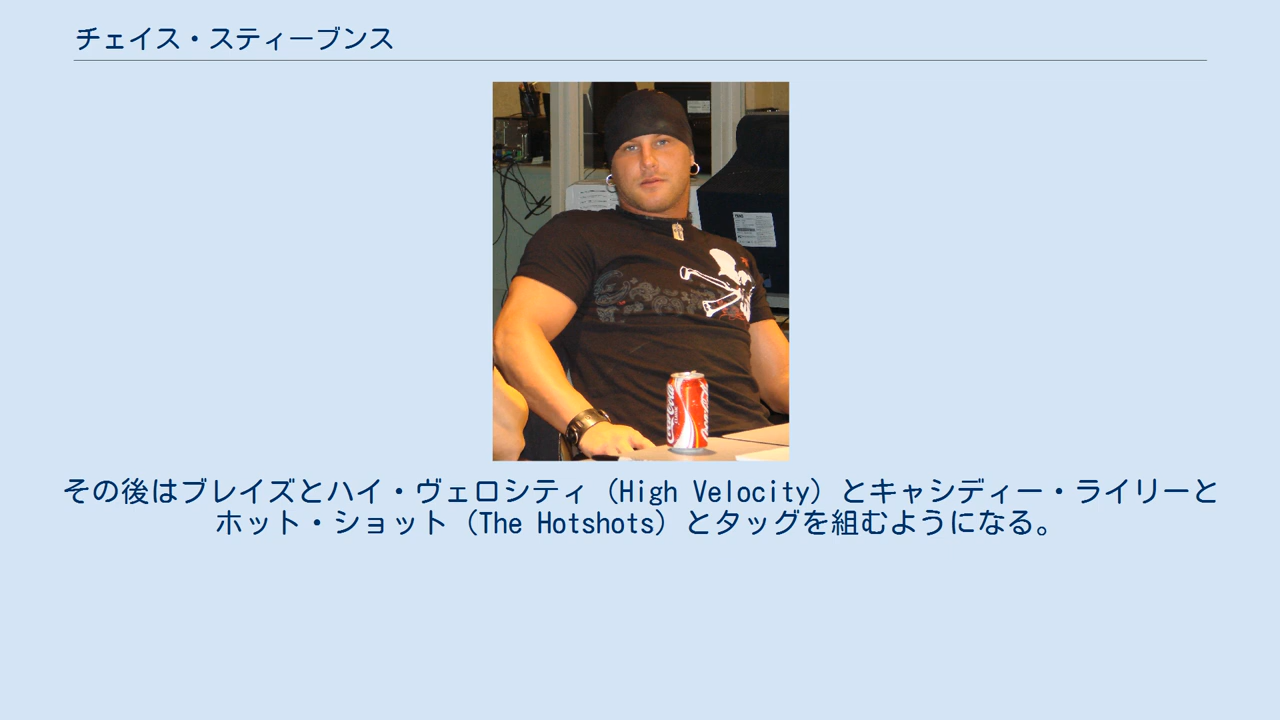 チェイス・スティーブンス
その後はブレイズとハイ・ヴェロシティ（High Velocity）とキャシディー・ライリーと
ホット・ショット（The Hotshots）とタッグを組むようになる。
Coca-Cola